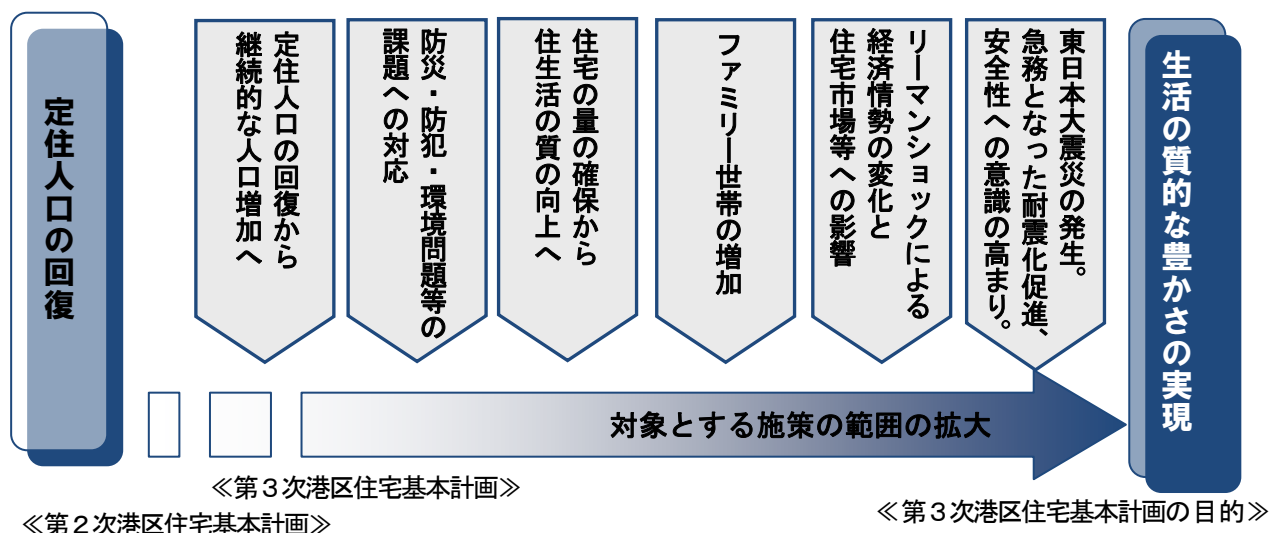 定住人口の回復
定住人口の回復から
継続的な人口増加へ
防災・防犯・環境問題等の
課題への対応
住宅の量の確保から
住生活の質の向上へ
ファミリー世帯の増加
リーマンショックによる
経済情勢の変化と
住宅市場等への影響
東日本大震災の発生。
急務となった耐震化促進、
安全性への意識の高まり。
生活の質的な豊かさの実現
対象とする施策の範囲の拡大
≪第３次港区住宅基本計画≫
≪第２次港区住宅基本計画≫
≪第３次港区住宅基本計画の目的≫